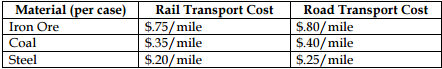 Material (per case) Rail Transport Cost Road Transport Cost
Iron Ore $.75/mile $.80/mile
Coal $.35/mile $.40/mile
Steel $.20/mile $.25/mile